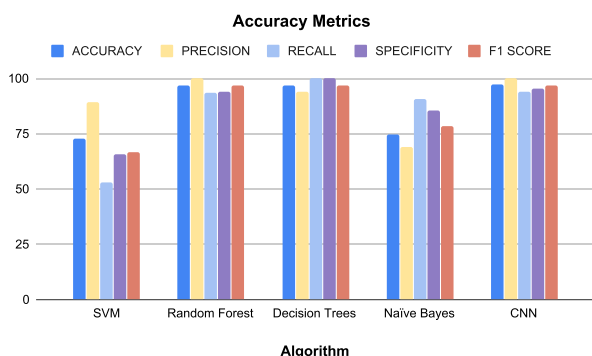 Accuracy Metrics
ACCURACY PRECISION RECALL SPECIFICITY F1 SCORE
100
75
50
25
0
SVM Random Forest Decision Trees Naïve Bayes CNN
Algorithm